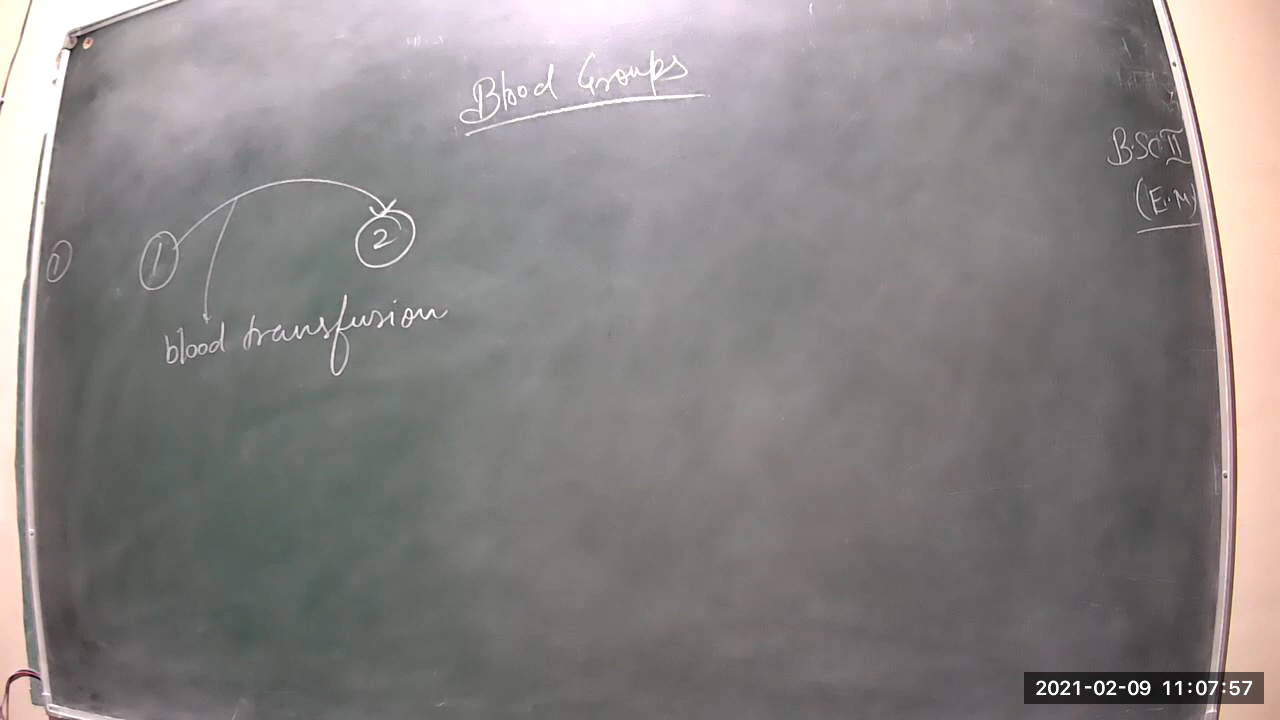 Blood Groups
B.Sc II
(E.M)
① ① ②
blood transfusion
2021-02-09 11:07:57